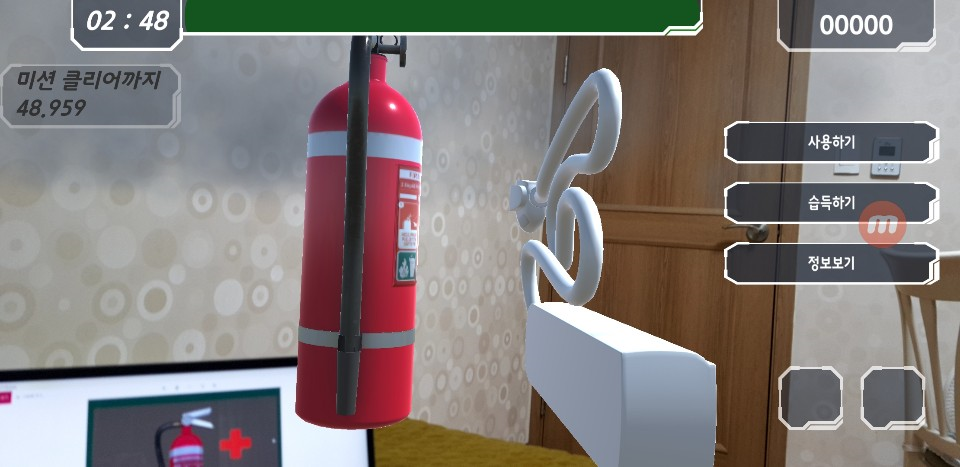 02 : 48
00000
미션 클리어까지
48.959
사용하기
습득하기
정보보기